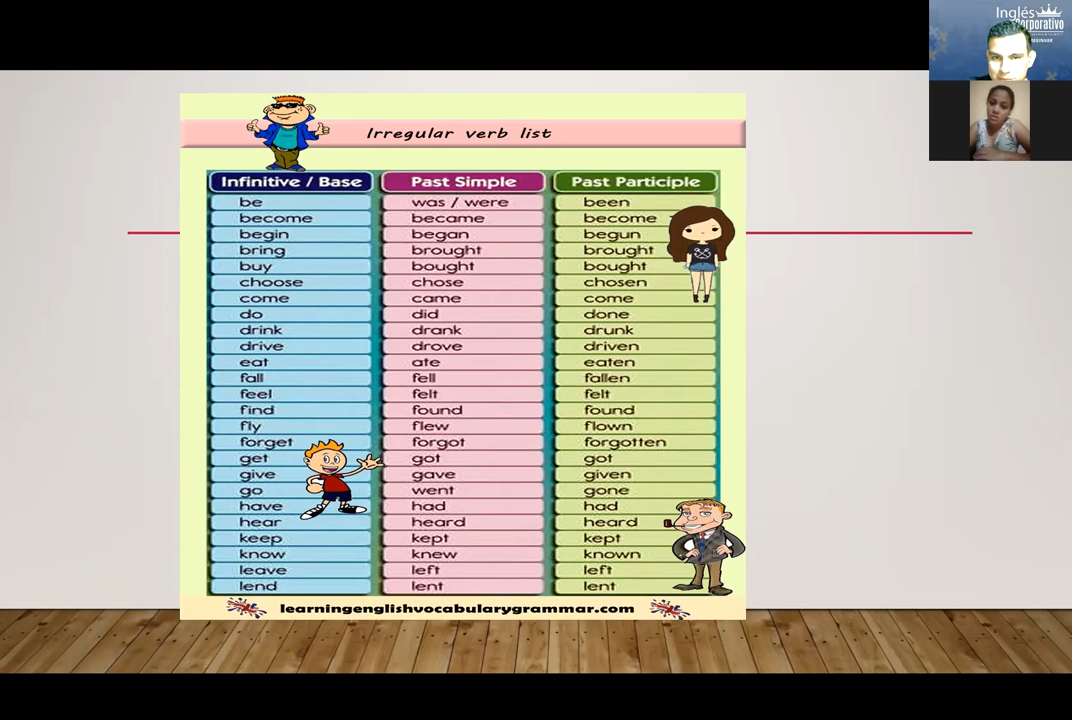 Inglés
Corporativo
BEGINNER
Irregular verb list
Infinitive / Base Past Simple Past Participle
be was / were been
become became become
begin began begun
bring brought brought
buy bought bought
choose chose chosen
come came come
do did done
drink drank drunk
drive drove driven
eat ate eaten
fall fell fallen
feel felt felt
find found found
fly flew flown
forget forgot forgotten
get got got
give gave given
go went gone
have had had
hear heard heard
keep kept kept
know knew known
leave left left
lend lent lent
learningenglishvocabularygrammar.com